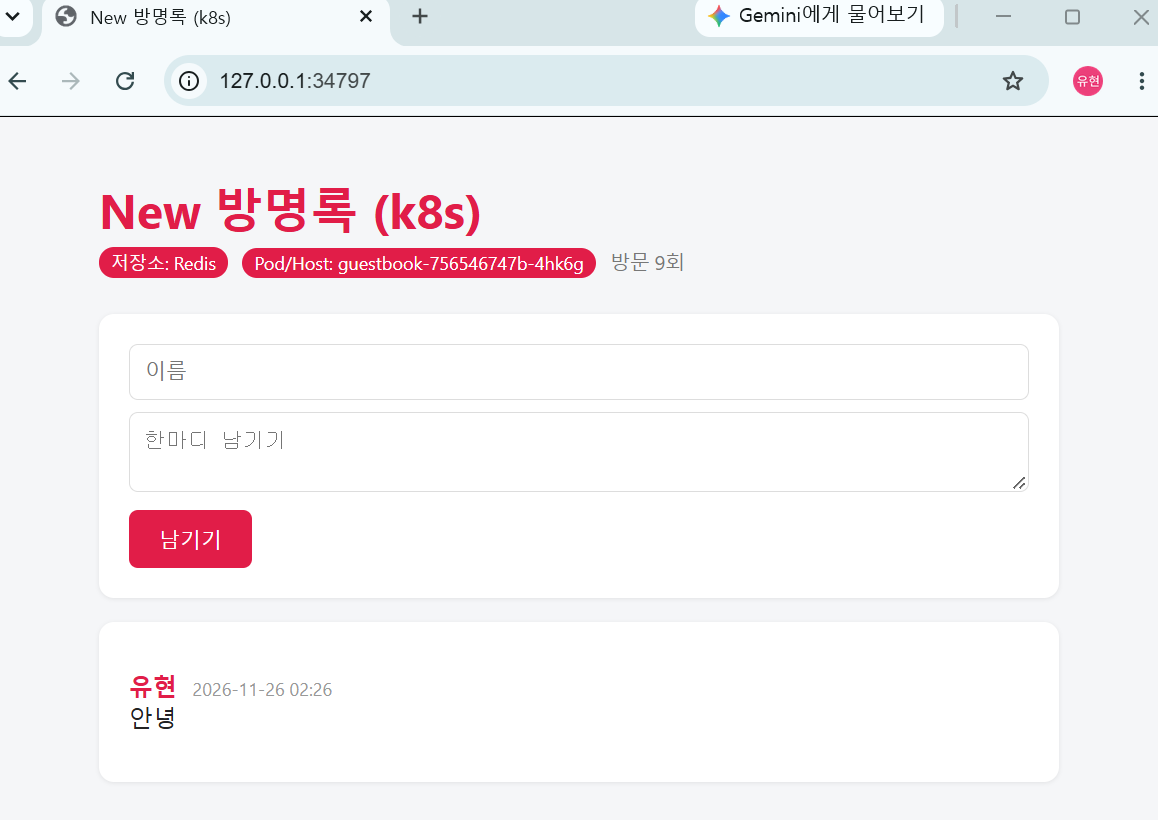 New 방명록 (k8s)
Gemini에게 물어보기
127.0.0.1:34797
유현
New 방명록 (k8s)
저장소: Redis Pod/Host: guestbook-756546747b-4hk6g 방문 9회
이름
한마디 남기기
남기기
유현 2026-11-26 02:26
안녕